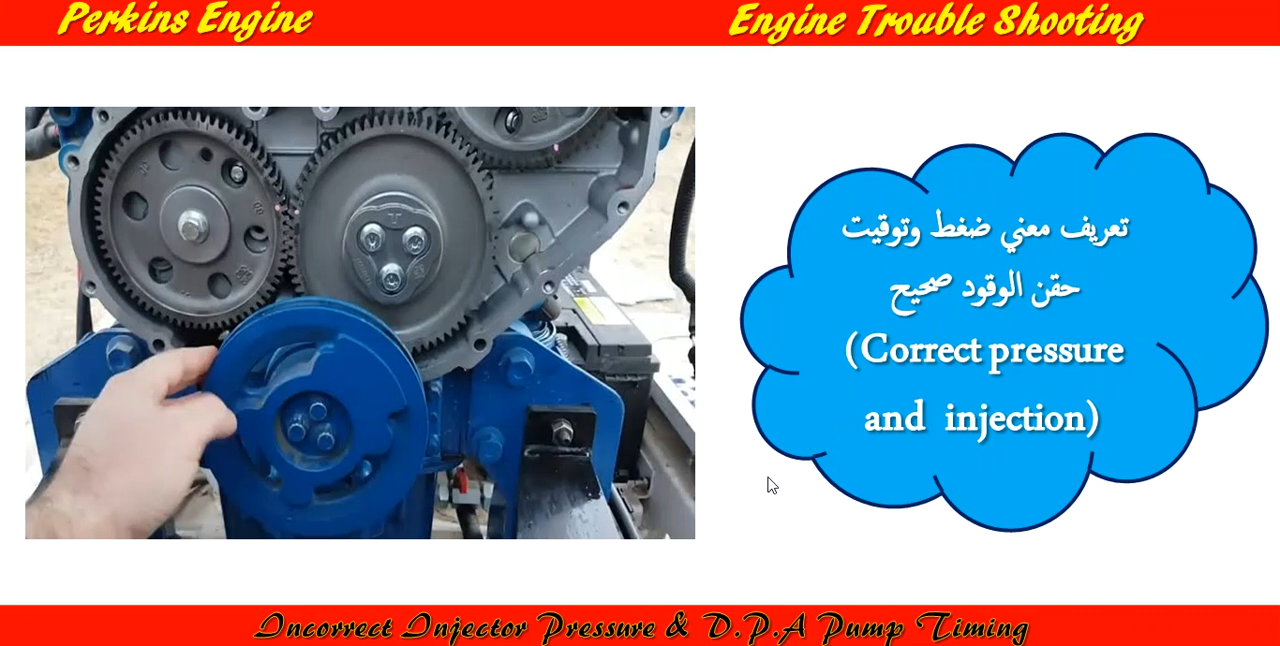 Perkins Engine
Engine Trouble Shooting
تعريف معني ضغط وتوقيت
حقن الوقود صحيح
(Correct pressure
and injection)
Incorrect Injector Pressure & D.P.A Pump Timing